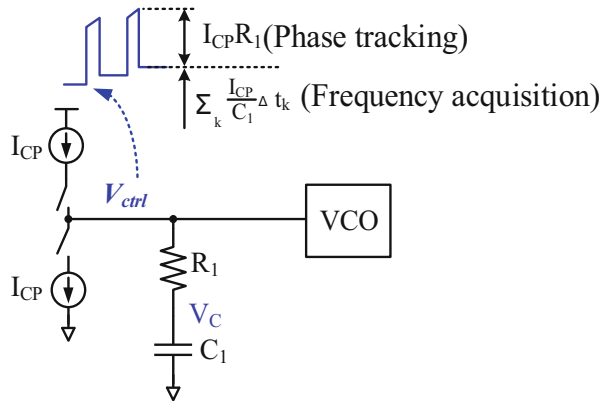 I_CP R_1 (Phase tracking)
Σ_k I_CP/C_1 Δ t_k (Frequency acquisition)
I_CP
V_ctrl
VCO
R_1
I_CP
V_C
C_1